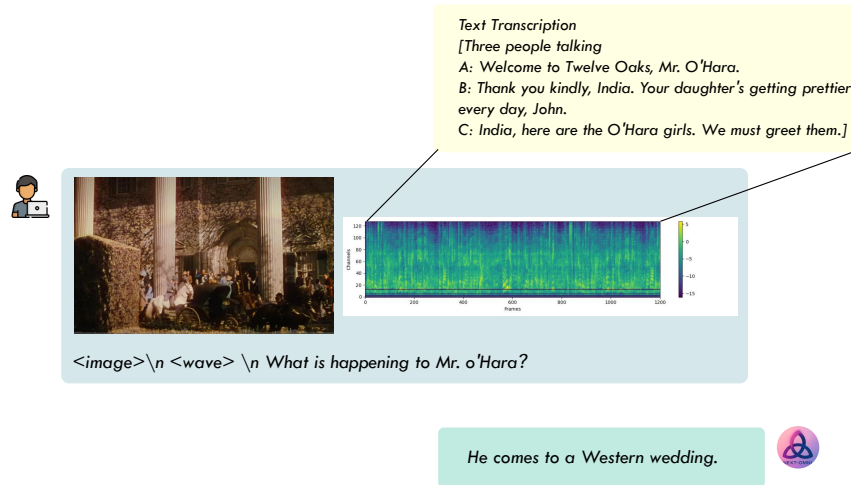 Text Transcription
[Three people talking
A: Welcome to Twelve Oaks, Mr. O'Hara.
B: Thank you kindly, India. Your daughter's getting prettier
every day, John.
C: India, here are the O'Hara girls. We must greet them.]
Channels
120
100
80
60
40
20
0
0 200 400 600 800 1000 1200
Frames
5
0
−5
−10
−15
<image>\n <wave> \n What is happening to Mr. o'Hara?
He comes to a Western wedding.
NEXT-OMNI